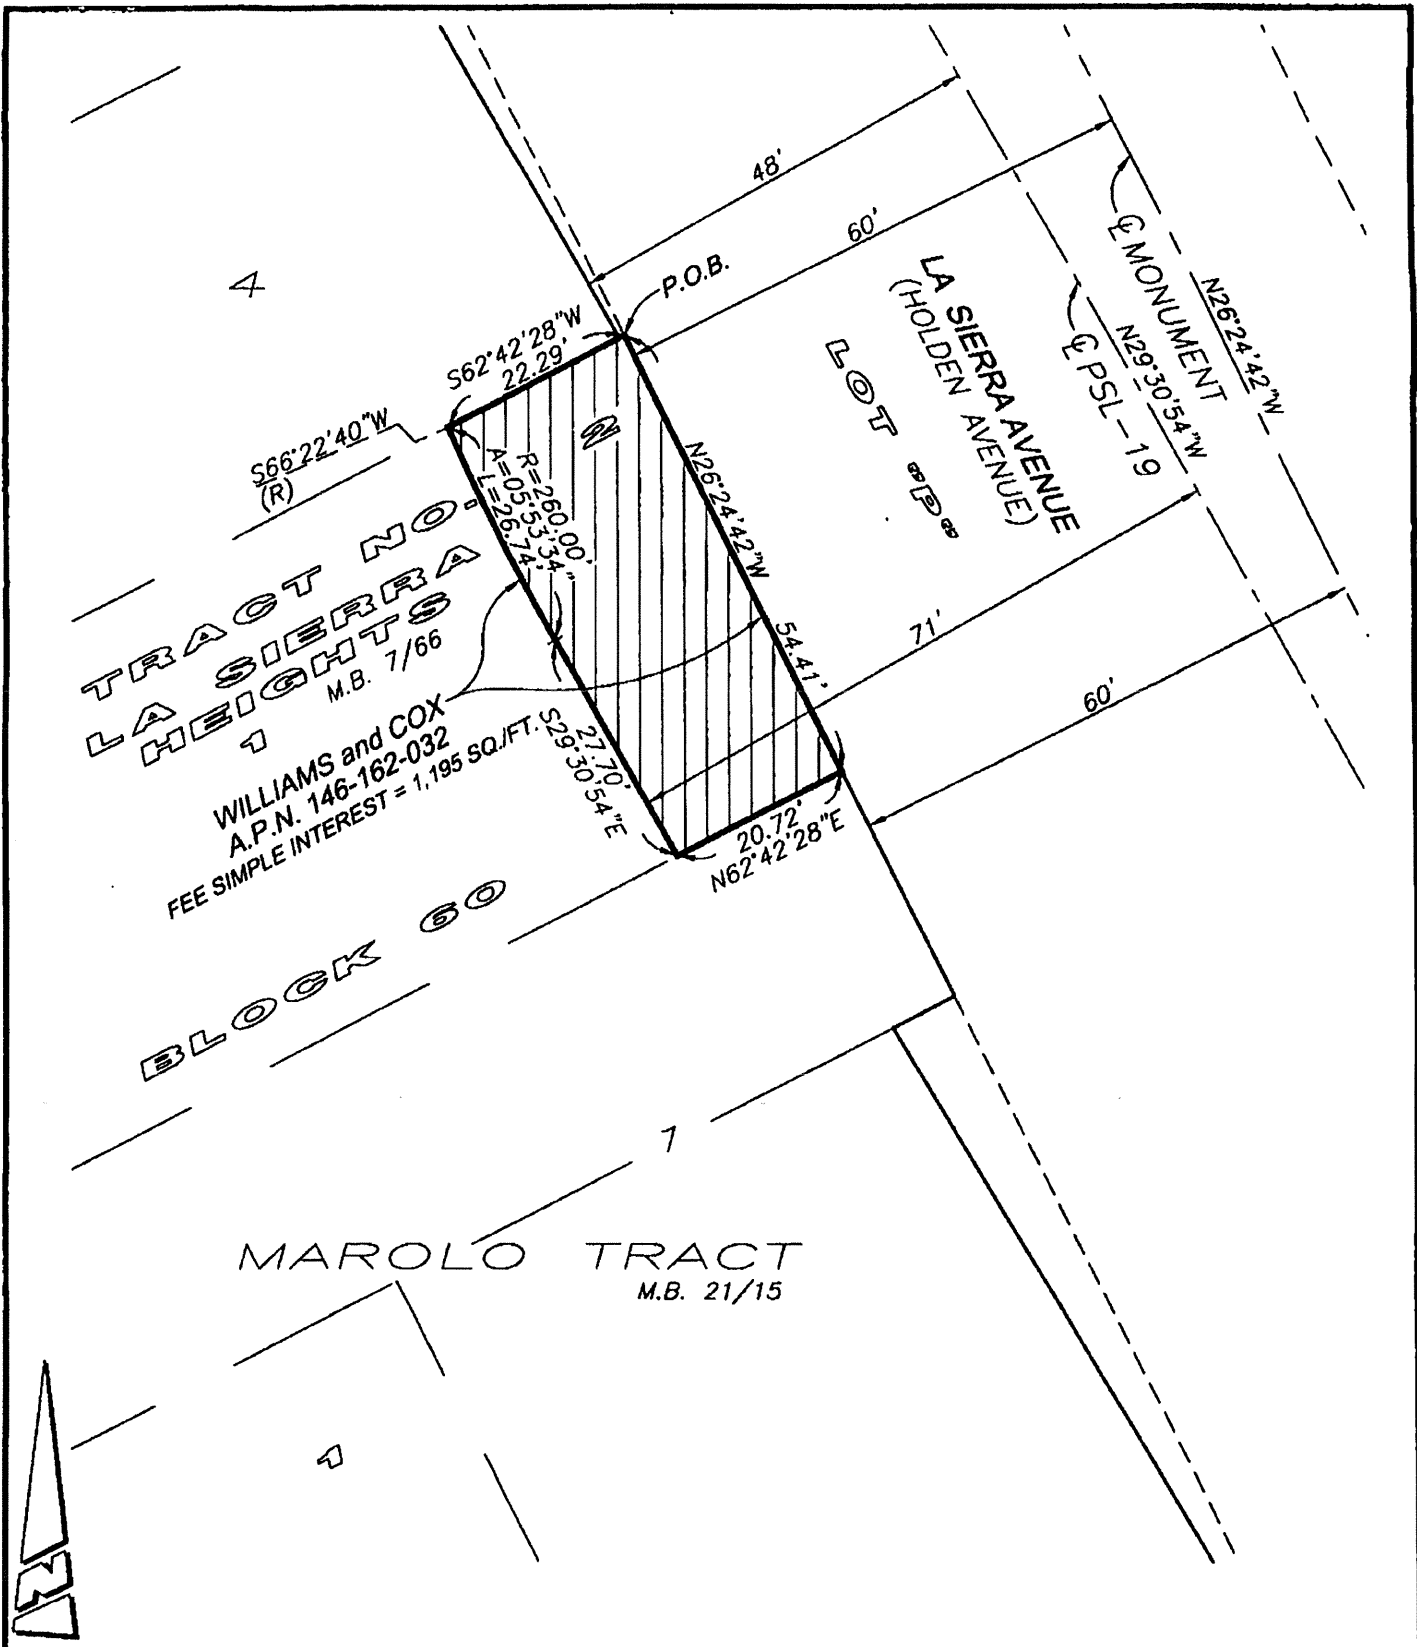 48'
60'
4
P.O.B.
S62°42'28"W
22.29'
LA SIERRA AVENUE
(HOLDEN AVENUE)
LOT "P"
℄ MONUMENT
N26°24'42"W
℄ PSL-19
N29°30'54"W
S66°22'40"W
(R)
2
R=260.00'
Δ=05°53'34"
L=26.74'
N26°24'42"W
54.41'
TRACT NO.
LA SIERRA
HEIGHTS
1
M.B. 7/66
71'
60'
WILLIAMS and COX
A.P.N. 146-162-032
FEE SIMPLE INTEREST = 1,195 SQ./FT.
27.70'
S29°30'54"E
20.72'
N62°42'28"E
BLOCK 60
7
MAROLO TRACT
M.B. 21/15
1
N